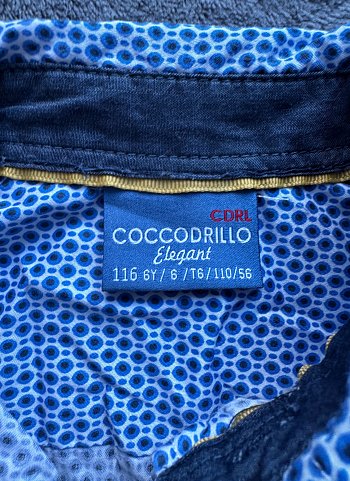 CDRL
COCCODRILLO
Elegant
116 6Y/6/T6/110/56